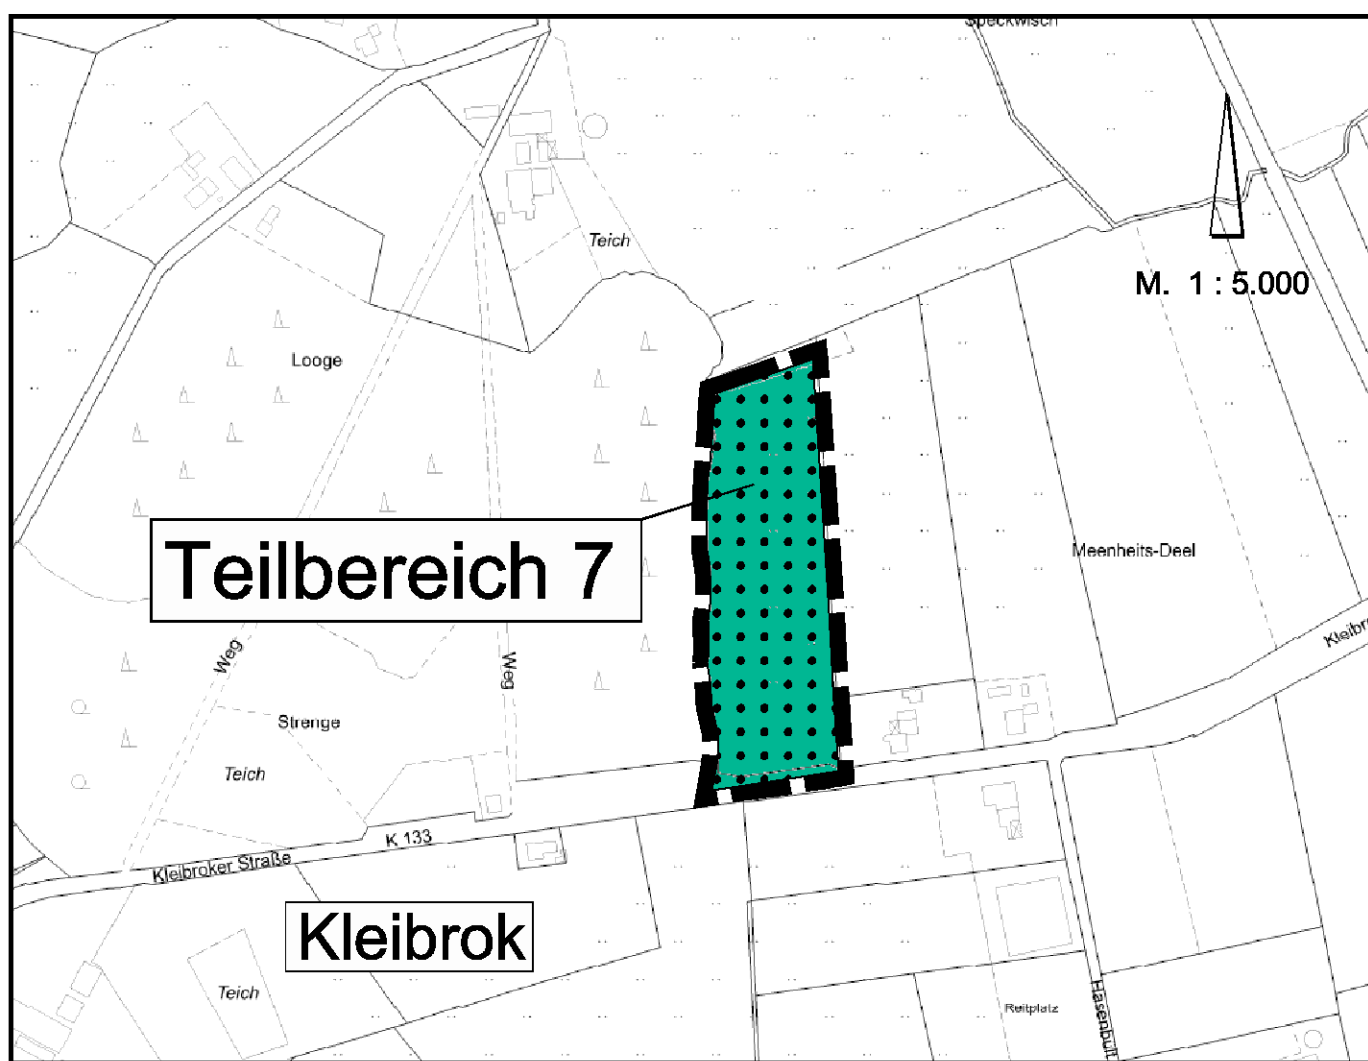 Speckwisch
Teich
M. 1 : 5.000
Looge
Teilbereich 7
Meenheits-Deel
Weg
Weg
Strenge
Teich
K 133
Kleibroker Straße
Kleibrok
Teich
Reitplatz